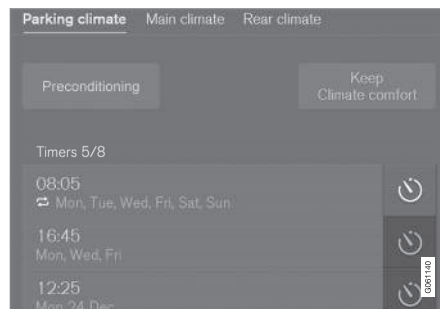 Parking climate Main climate Rear climate
Preconditioning
Keep
Climate comfort
Timers 5/8
08:05
Mon, Tue, Wed, Fri, Sat, Sun
16:45
Mon, Wed, Fri
12:25
Mon 24 Dec
G061140